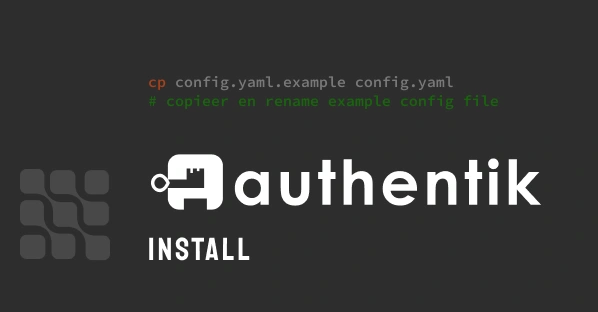 cp config.yaml.example config.yaml
# copieer en rename example config file
authentik
INSTALL